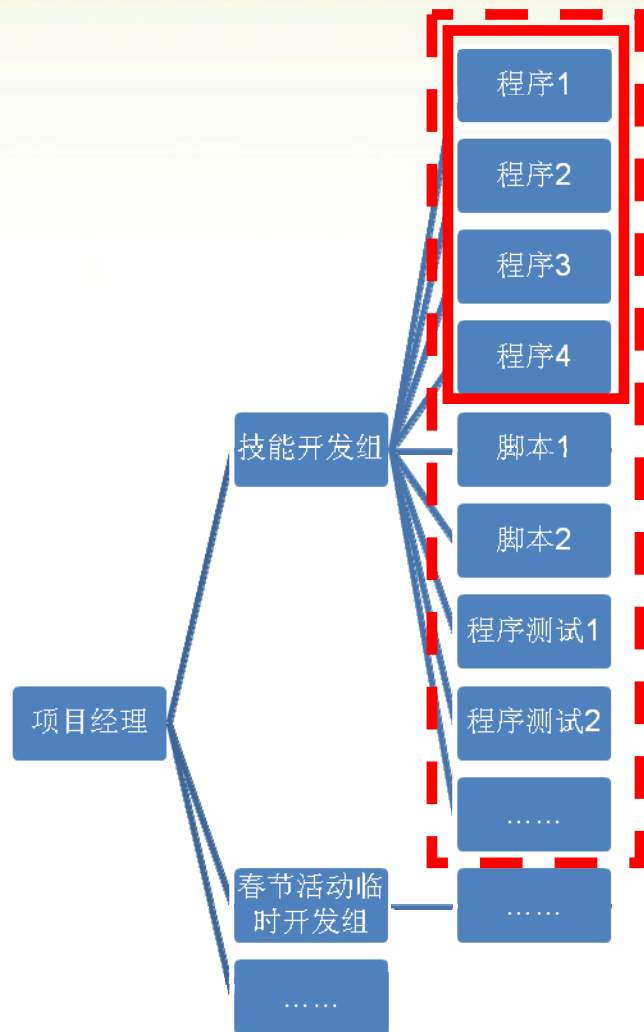 程序1
程序2
程序3
程序4
技能开发组
脚本1
脚本2
程序测试1
项目经理
程序测试2
……
春节活动临
时开发组
……
……